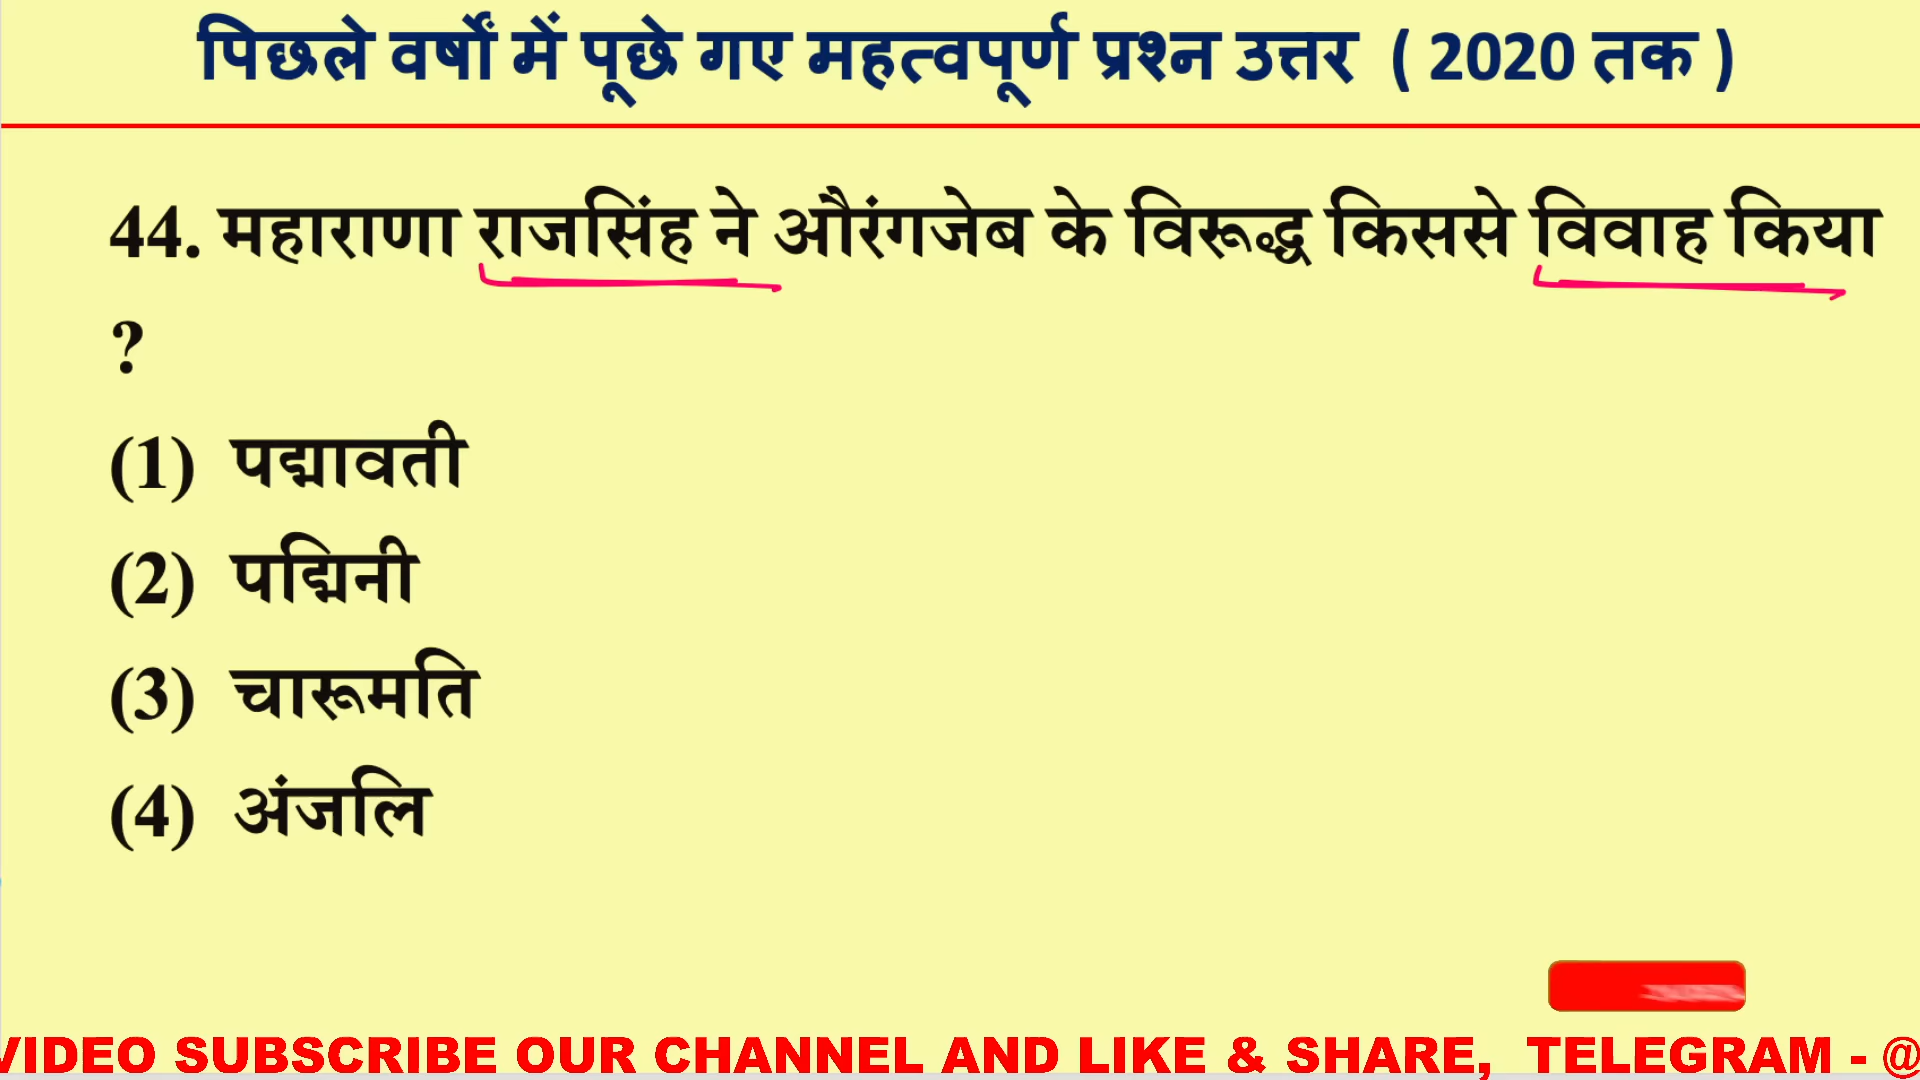 पिछले वर्षों में पूछे गए महत्वपूर्ण प्रश्न उत्तर ( 2020 तक )
44. महाराणा राजसिंह ने औरंगजेब के विरूद्ध किससे विवाह किया
?
(1) पद्मावती
(2) पद्मिनी
(3) चारूमति
(4) अंजलि
VIDEO SUBSCRIBE OUR CHANNEL AND LIKE & SHARE, TELEGRAM - @